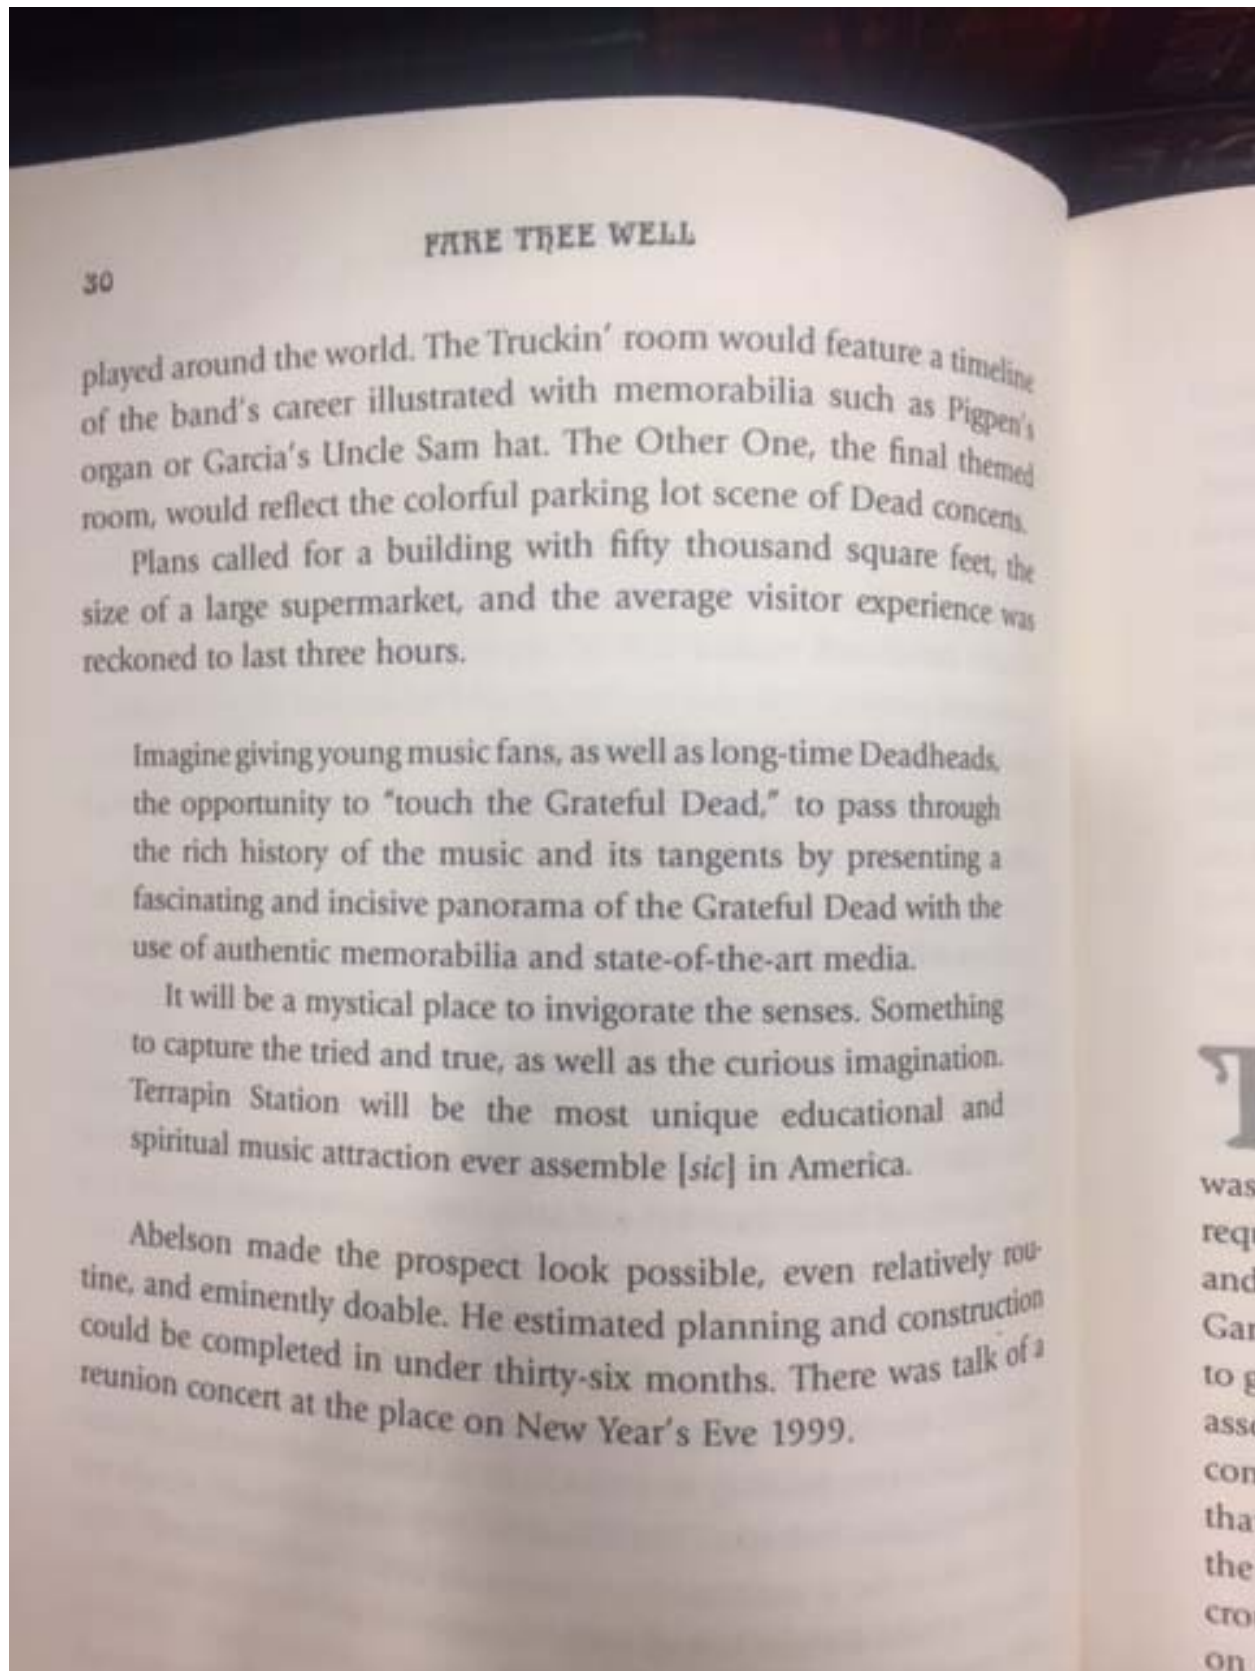 FARE THEE WELL
30
played around the world. The Truckin' room would feature a timeline
of the band's career illustrated with memorabilia such as Pigpen's
organ or Garcia's Uncle Sam hat. The Other One, the final themed
room, would reflect the colorful parking lot scene of Dead concerts.
Plans called for a building with fifty thousand square feet, the
size of a large supermarket, and the average visitor experience was
reckoned to last three hours.
Imagine giving young music fans, as well as long-time Deadheads,
the opportunity to "touch the Grateful Dead," to pass through
the rich history of the music and its tangents by presenting a
fascinating and incisive panorama of the Grateful Dead with the
use of authentic memorabilia and state-of-the-art media.
It will be a mystical place to invigorate the senses. Something
to capture the tried and true, as well as the curious imagination.
Terrapin Station will be the most unique educational and
spiritual music attraction ever assemble [sic] in America.
Abelson made the prospect look possible, even relatively rou-
tine, and eminently doable. He estimated planning and construction
could be completed in under thirty-six months. There was talk of a
reunion concert at the place on New Year's Eve 1999.
T
was
requ
and
Gar
to g
asse
con
tha
the
cro
on